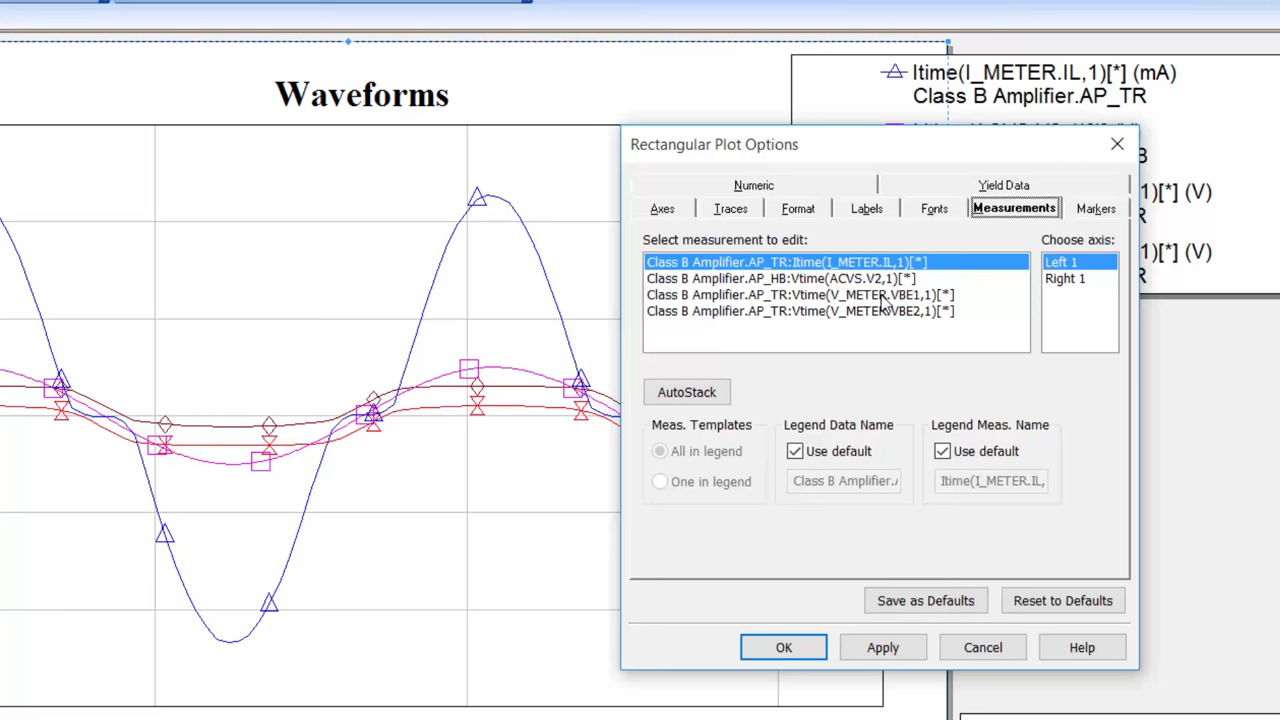 Waveforms
Itime(I_METER.IL,1)[*] (mA)
Class B Amplifier.AP_TR
B
)[*] (V)
R
)[*] (V)
Rectangular Plot Options
Numeric
Yield Data
Axes
Traces
Format
Labels
Fonts
Measurements
Markers
Select measurement to edit:
Choose axis:
Class B Amplifier.AP_TR:Itime(I_METER.IL,1)[*]
Left 1
Class B Amplifier.AP_HB:Vtime(ACVS.V2,1)[*]
Right 1
Class B Amplifier.AP_TR:Vtime(V_METER.VBE1,1)[*]
Class B Amplifier.AP_TR:Vtime(V_METER.VBE2,1)[*]
AutoStack
Meas. Templates
All in legend
One in legend
Legend Data Name
Use default
Class B Amplifier.A
Legend Meas. Name
Use default
Itime(I_METER.IL,
Save as Defaults
Reset to Defaults
OK
Apply
Cancel
Help